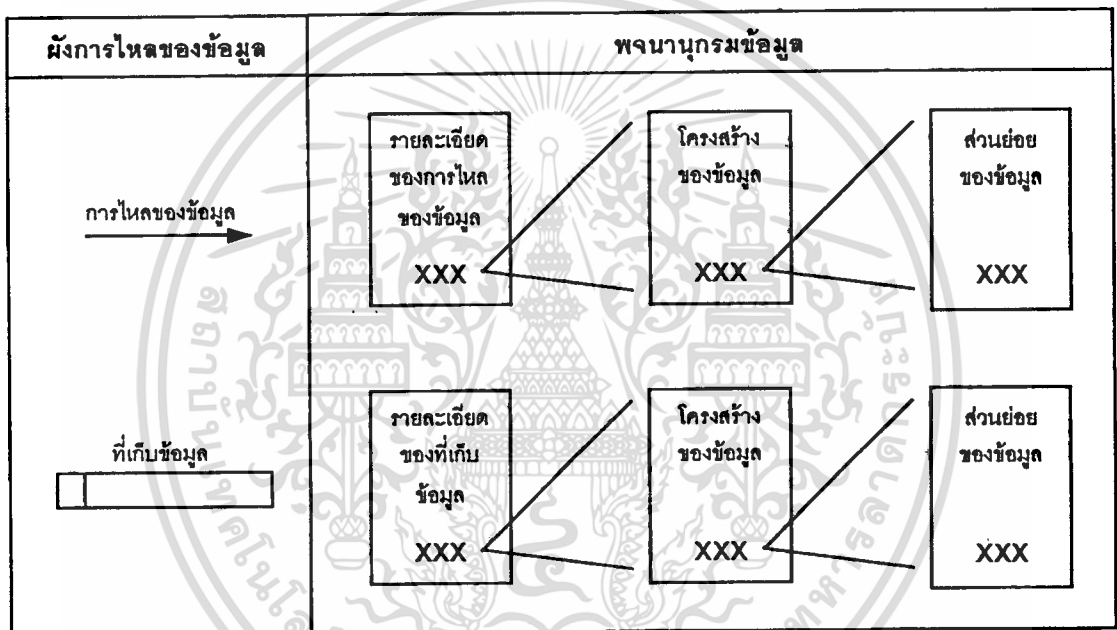 ผังการไหลของข้อมูล
พจนานุกรมข้อมูล
การไหลของข้อมูล
รายละเอียด
ของการไหล
ของข้อมูล
XXX
โครงสร้าง
ของข้อมูล
XXX
ส่วนย่อย
ของข้อมูล
XXX
ที่เก็บข้อมูล
รายละเอียด
ของที่เก็บ
ข้อมูล
XXX
โครงสร้าง
ของข้อมูล
XXX
ส่วนย่อย
ของข้อมูล
XXX